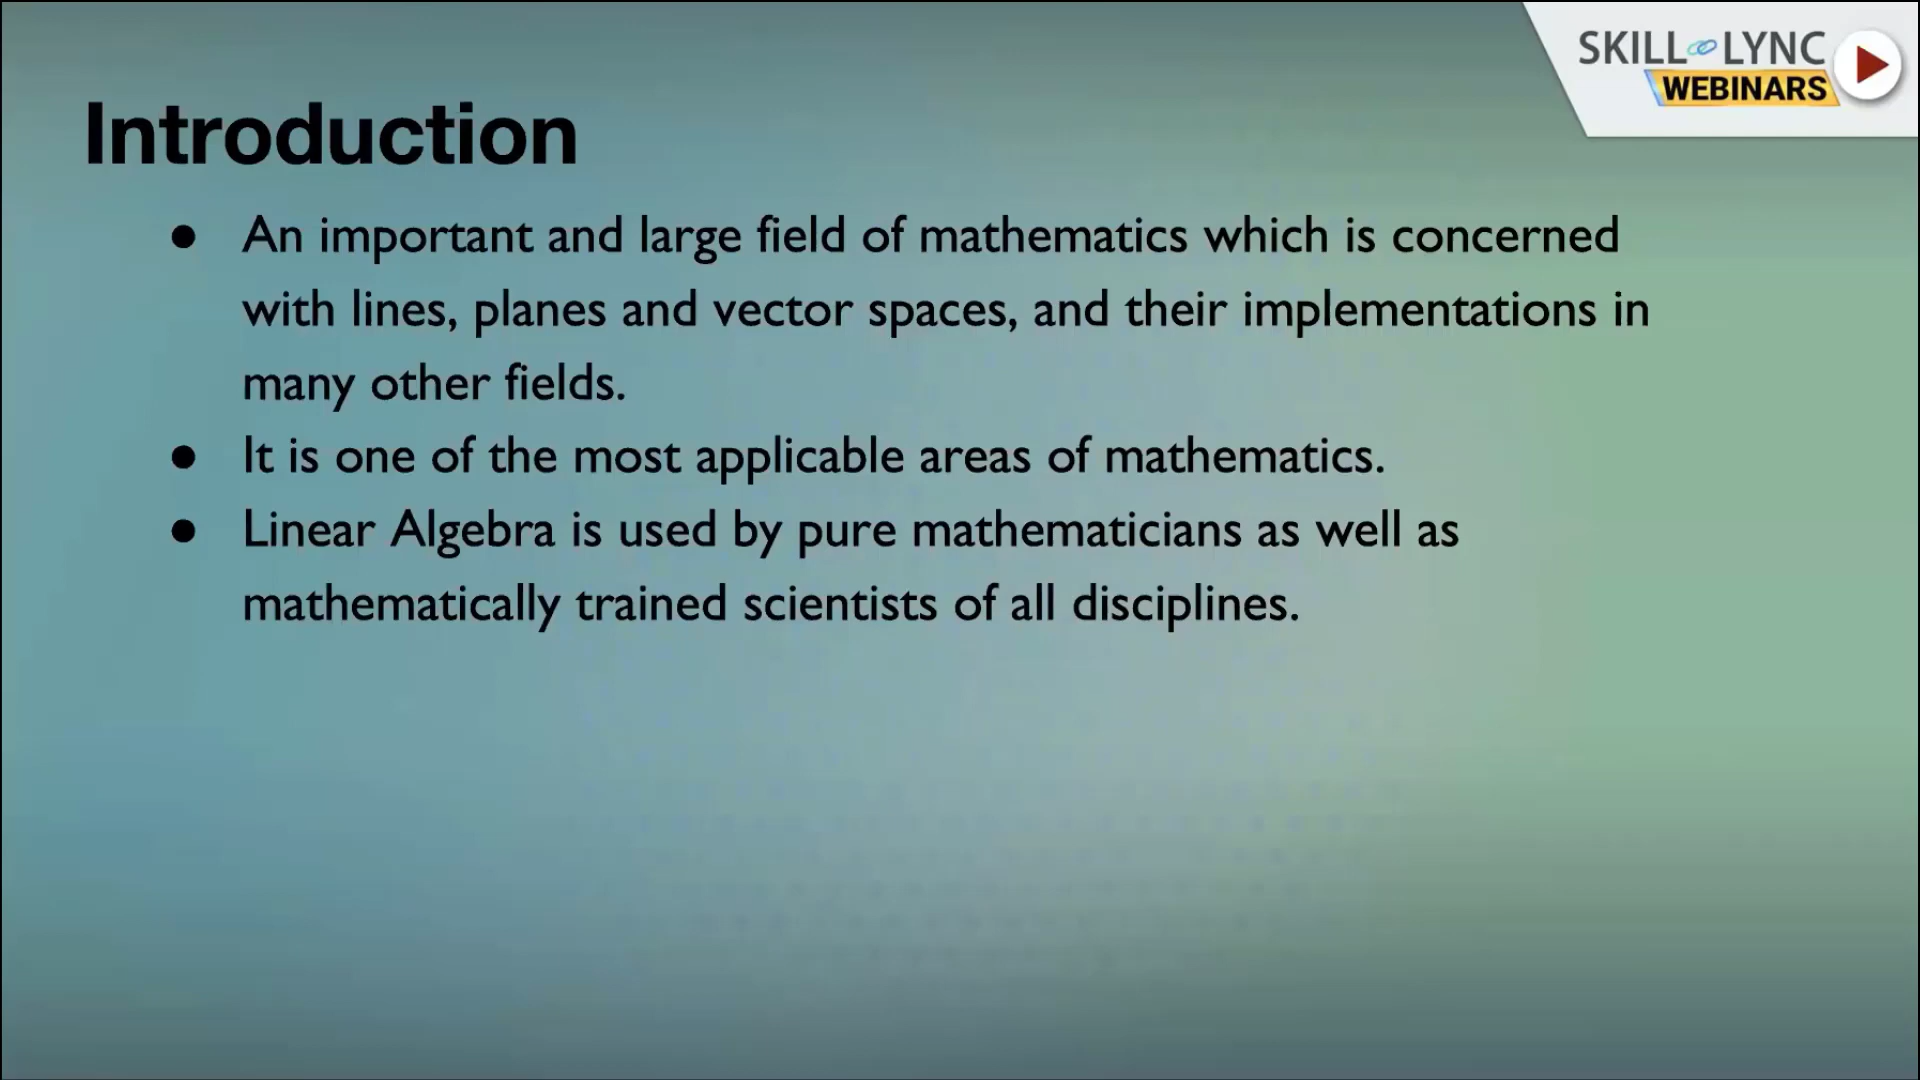 SKILL LYNC
WEBINARS
Introduction
● An important and large field of mathematics which is concerned
with lines, planes and vector spaces, and their implementations in
many other fields.
● It is one of the most applicable areas of mathematics.
● Linear Algebra is used by pure mathematicians as well as
mathematically trained scientists of all disciplines.